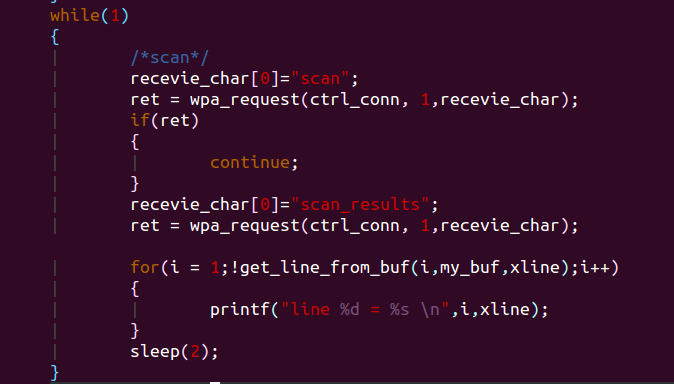 while(1)
{
/*scan*/
recevie_char[0]="scan";
ret = wpa_request(ctrl_conn, 1,recevie_char);
if(ret)
{
continue;
}
recevie_char[0]="scan_results";
ret = wpa_request(ctrl_conn, 1,recevie_char);
for(i = 1;!get_line_from_buf(i,my_buf,xline);i++)
{
printf("line %d = %s \n",i,xline);
}
sleep(2);
}